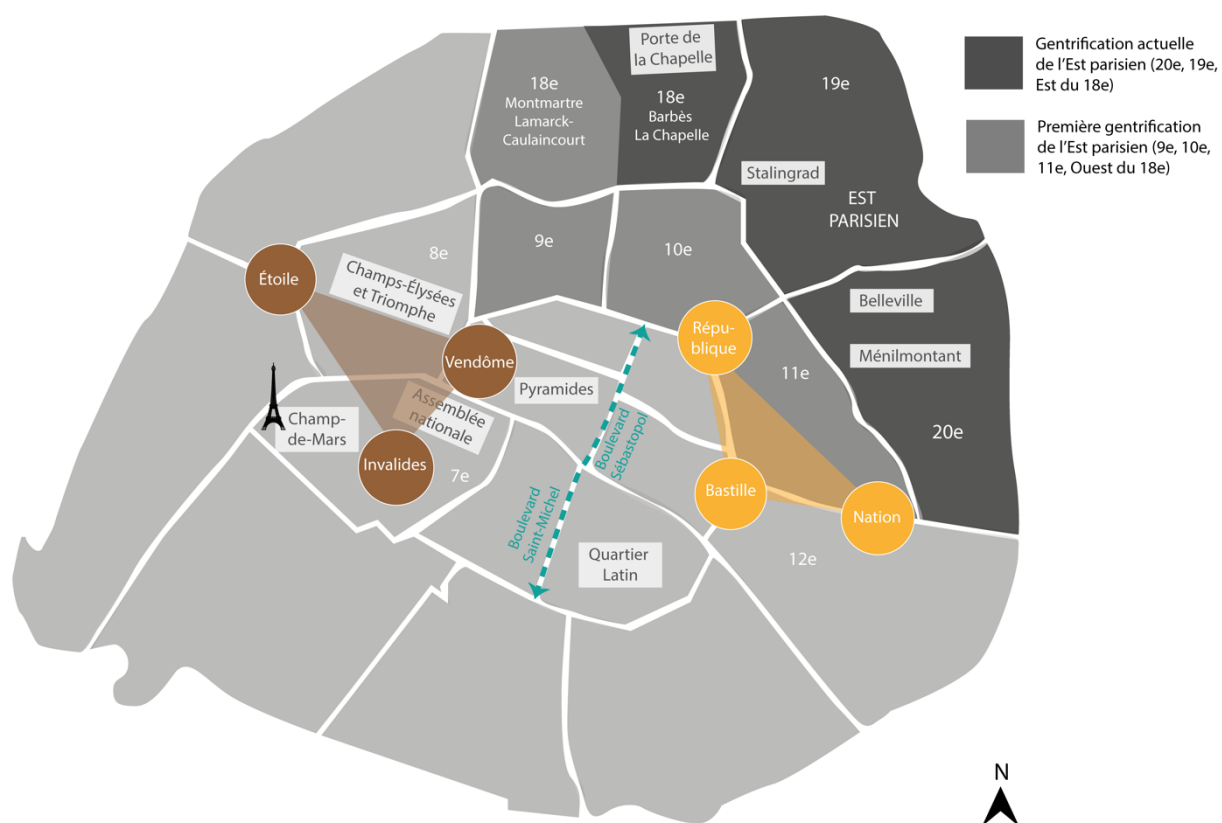 Porte de
la Chapelle
18e
Montmartre
Lamarck-
Caulaincourt
18e
Barbès
La Chapelle
19e
Stalingrad
EST
PARISIEN
Gentrification actuelle
de l'Est parisien (20e, 19e,
Est du 18e)
Première gentrification
de l'Est parisien (9e, 10e,
11e, Ouest du 18e)
8e
9e
10e
Étoile
Champs-Élysées
et Triomphe
Belleville
Répu-
blique
Vendôme
Ménilmontant
11e
Pyramides
Assemblée
nationale
Champ-
de-Mars
20e
Boulevard
Sébastopol
Invalides
7e
Bastille
Nation
Boulevard
Saint-Michel
Quartier
Latin
12e
N